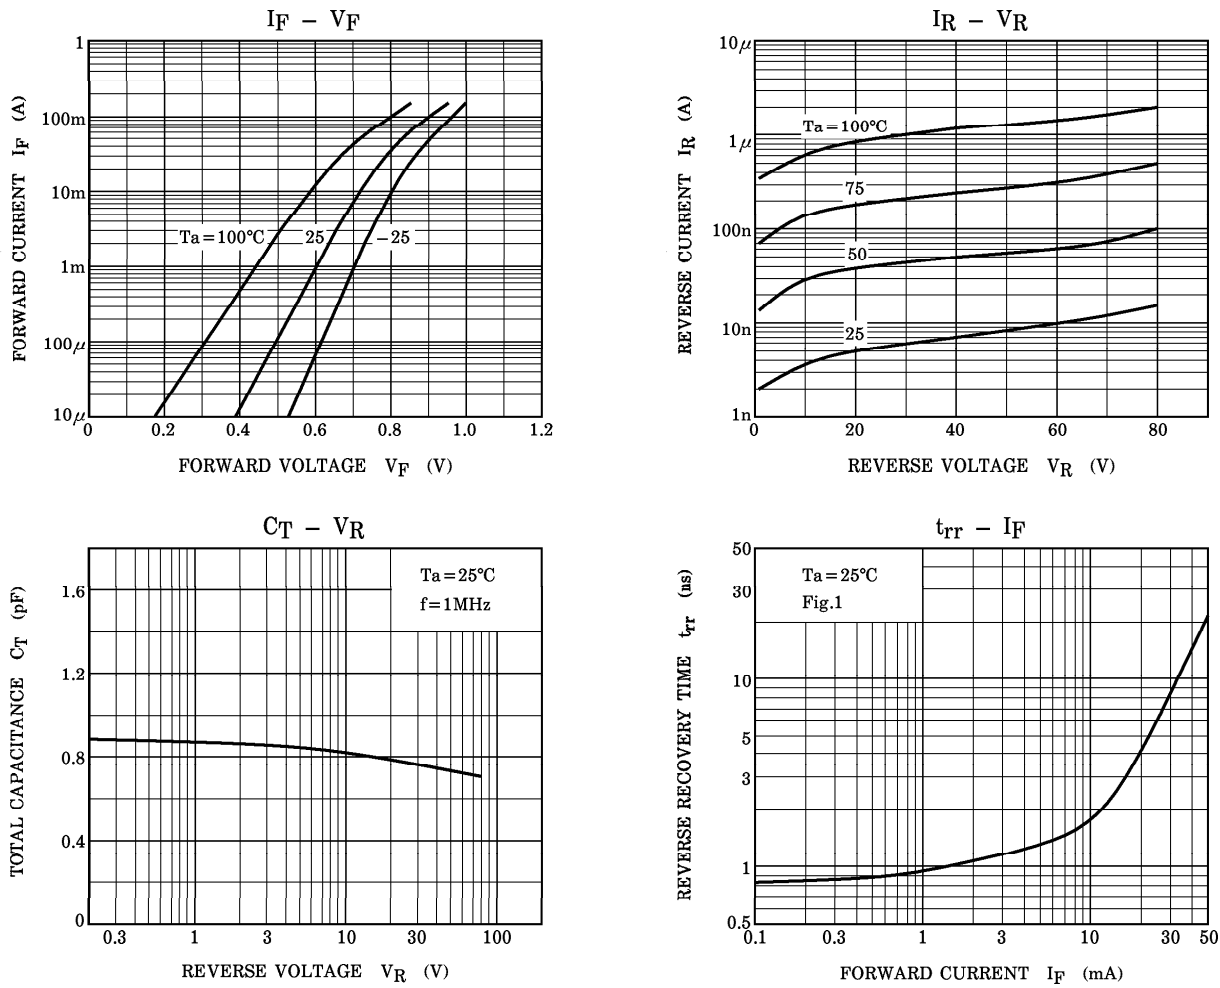 IF – VF
1
100m
10m
1m
100μ
10μ
FORWARD CURRENT IF (A)
Ta=100°C
25
−25
0
0.2
0.4
0.6
0.8
1.0
1.2
FORWARD VOLTAGE VF (V)
IR – VR
10μ
1μ
100n
10n
1n
REVERSE CURRENT IR (A)
Ta=100°C
75
50
25
0
20
40
60
80
REVERSE VOLTAGE VR (V)
CT – VR
1.6
1.2
0.8
0.4
0
TOTAL CAPACITANCE CT (pF)
Ta=25°C
f=1MHz
0.3
1
3
10
30
100
REVERSE VOLTAGE VR (V)
trr – IF
50
30
10
5
3
1
0.5
REVERSE RECOVERY TIME trr (ns)
Ta=25°C
Fig.1
0.1
0.3
1
3
10
30
50
FORWARD CURRENT IF (mA)